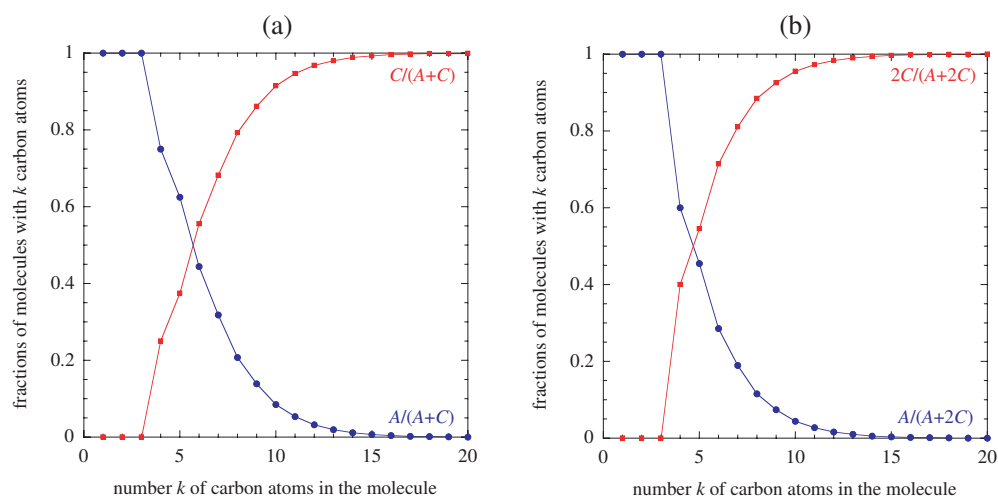 (a)
fractions of molecules with k carbon atoms
1
0.8
0.6
0.4
0.2
0
C/(A+C)
A/(A+C)
0
5
10
15
20
number k of carbon atoms in the molecule
(b)
fractions of molecules with k carbon atoms
1
0.8
0.6
0.4
0.2
0
2C/(A+2C)
A/(A+2C)
0
5
10
15
20
number k of carbon atoms in the molecule